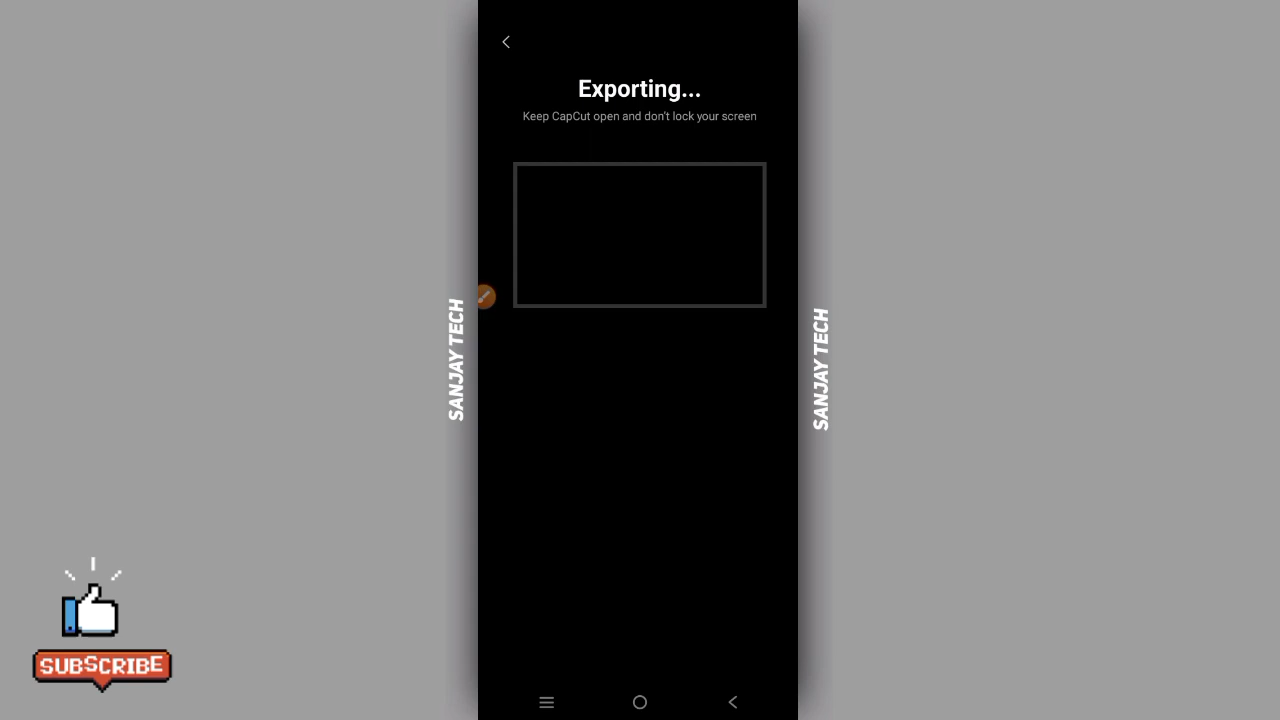 Exporting...
Keep CapCut open and don't lock your screen
SANJAY TECH
SANJAY TECH
SUBSCRIBE